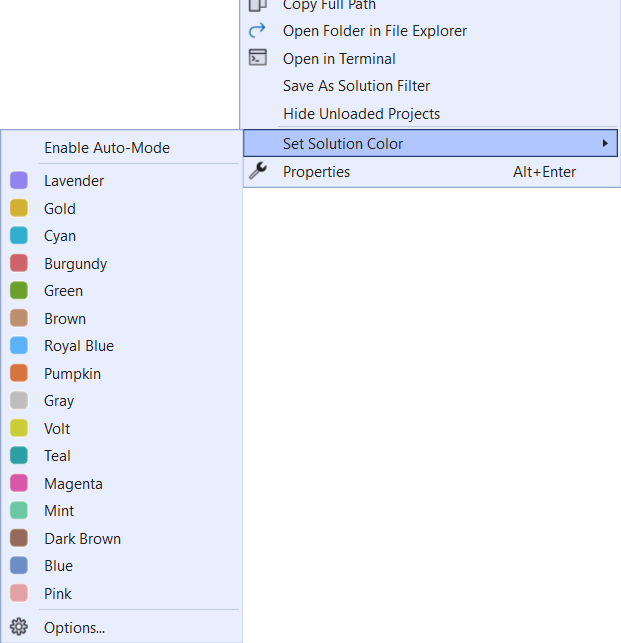 Copy Full Path
Open Folder in File Explorer
Open in Terminal
Save As Solution Filter
Hide Unloaded Projects
Set Solution Color
Properties Alt+Enter
Enable Auto-Mode
Lavender
Gold
Cyan
Burgundy
Green
Brown
Royal Blue
Pumpkin
Gray
Volt
Teal
Magenta
Mint
Dark Brown
Blue
Pink
Options...